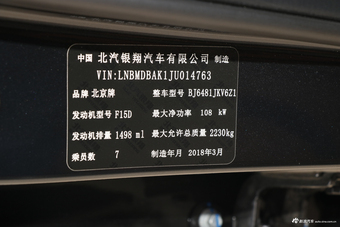 中国 北汽银翔汽车有限公司 制造
VIN:LNBMDBAK1JU014763
品牌 北京牌 整车型号 BJ6481JKV6Z1
发动机型号 F15D 最大净功率 108 kW
发动机排量 1498 ml 最大允许总质量 2230kg
乘员数 7 制造年月 2018年3月